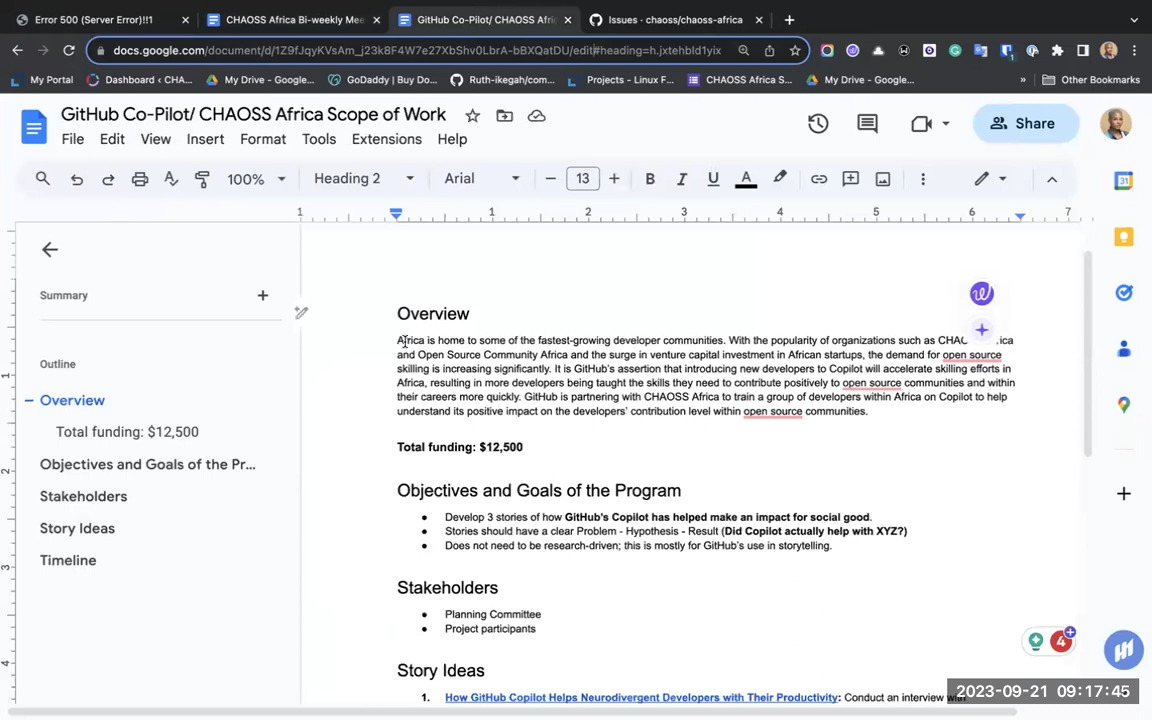 Error 500 (Server Error)!!1
CHAOSS Africa Bi-weekly Mee
GitHub Co-Pilot/ CHAOSS Afri
Issues · chaoss/chaoss-africa
docs.google.com/document/d/1Z9fJqyKVsAm_j23k8F4W7e27XbShv0LbrA-bBXQatDU/edit#heading=h.jxtehbld1yix
My Portal
Dashboard ‹ CHA...
My Drive – Google...
GoDaddy | Buy Do...
Ruth-ikegah/com...
Projects - Linux F...
CHAOSS Africa S...
My Drive – Google...
Other Bookmarks
GitHub Co-Pilot/ CHAOSS Africa Scope of Work
File Edit View Insert Format Tools Extensions Help
Share
100% Heading 2 Arial 13
1 1 2 3 4 5 6 7
Summary
Outline
Overview
Total funding: $12,500
Objectives and Goals of the Pr...
Stakeholders
Story Ideas
Timeline
Overview
Africa is home to some of the fastest-growing developer communities. With the popularity of organizations such as CHAO ica
and Open Source Community Africa and the surge in venture capital investment in African startups, the demand for open source
skilling is increasing significantly. It is GitHub's assertion that introducing new developers to Copilot will accelerate skilling efforts in
Africa, resulting in more developers being taught the skills they need to contribute positively to open source communities and within
their careers more quickly. GitHub is partnering with CHAOSS Africa to train a group of developers within Africa on Copilot to help
understand its positive impact on the developers' contribution level within open source communities.
Total funding: $12,500
Objectives and Goals of the Program
● Develop 3 stories of how GitHub's Copilot has helped make an impact for social good.
● Stories should have a clear Problem - Hypothesis - Result (Did Copilot actually help with XYZ?)
● Does not need to be research-driven; this is mostly for GitHub's use in storytelling.
Stakeholders
● Planning Committee
● Project participants
Story Ideas
1. How GitHub Copilot Helps Neurodivergent Developers with Their Productivity: Conduct an interview with
4
2023-09-21 09:17:45